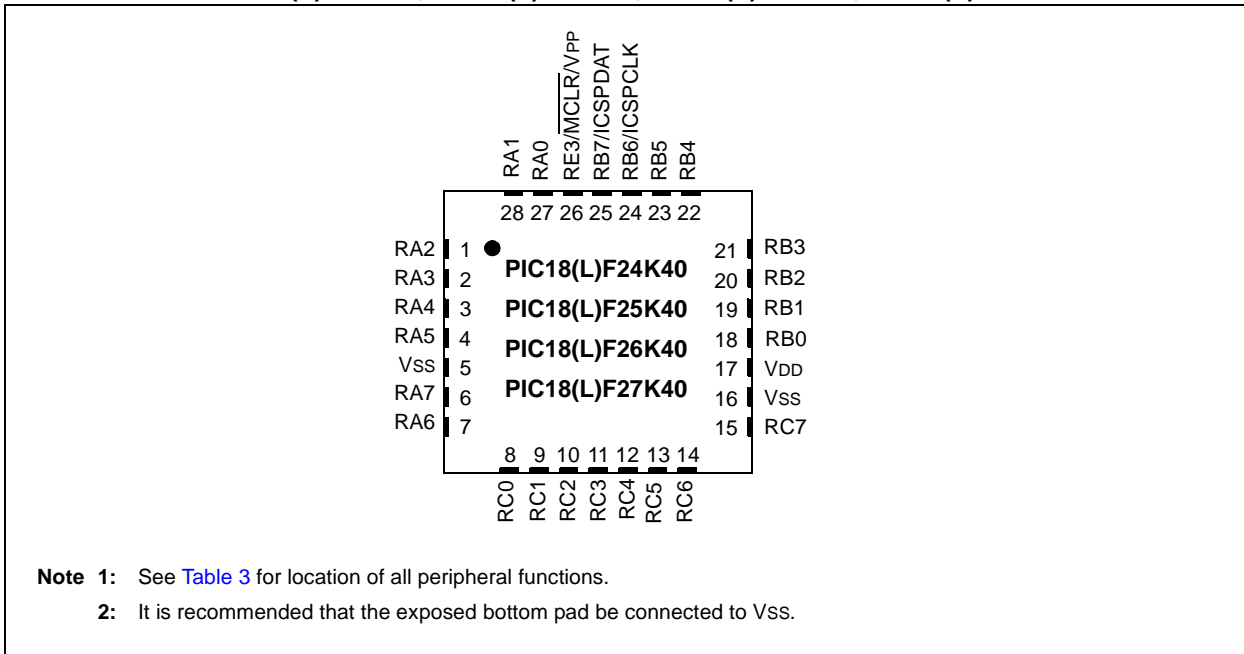 RA1
RA0
RE3/MCLR/VPP
RB7/ICSPDAT
RB6/ICSPCLK
RB5
RB4
28 27 26 25 24 23 22
RA2 1
RA3 2
RA4 3
RA5 4
VSS 5
RA7 6
RA6 7
PIC18(L)F24K40
PIC18(L)F25K40
PIC18(L)F26K40
PIC18(L)F27K40
21 RB3
20 RB2
19 RB1
18 RB0
17 VDD
16 VSS
15 RC7
8 9 10 11 12 13 14
RC0
RC1
RC2
RC3
RC4
RC5
RC6
Note 1: See Table 3 for location of all peripheral functions.
2: It is recommended that the exposed bottom pad be connected to VSS.